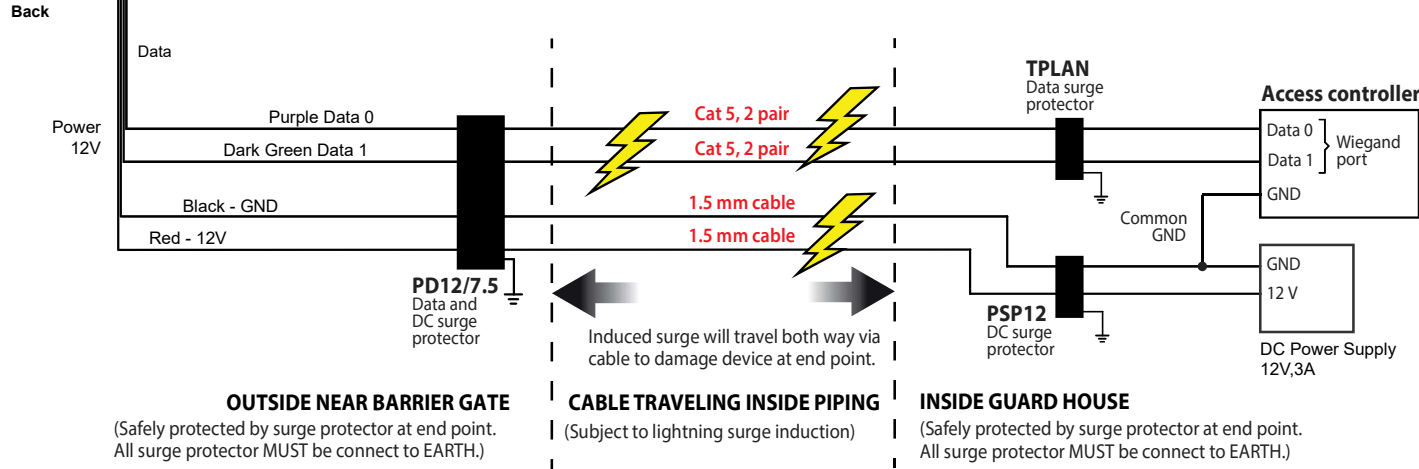 Back
Data
Power
12V
Purple Data 0
Dark Green Data 1
Black - GND
Red - 12V
PD12/7.5
Data and
DC surge
protector
Cat 5, 2 pair
Cat 5, 2 pair
1.5 mm cable
1.5 mm cable
Induced surge will travel both way via
cable to damage device at end point.
TPLAN
Data surge
protector
Access controller
Data 0
Data 1
Wiegand
port
GND
Common
GND
GND
12 V
PSP12
DC surge
protector
DC Power Supply
12V,3A
OUTSIDE NEAR BARRIER GATE
(Safely protected by surge protector at end point.
All surge protector MUST be connect to EARTH.)
CABLE TRAVELING INSIDE PIPING
(Subject to lightning surge induction)
INSIDE GUARD HOUSE
(Safely protected by surge protector at end point.
All surge protector MUST be connect to EARTH.)